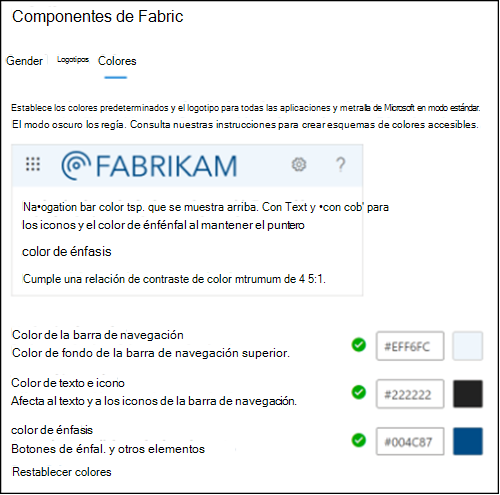 Componentes de Fabric
Gender Logotipos Colores
Establece los colores predeterminados y el logotipo para todas las aplicaciones y metralla de Microsoft en modo estándar.
El modo oscuro los regía. Consulta nuestras instrucciones para crear esquemas de colores accesibles.
FABRIKAM ?
Na•ogation bar color tsp. que se muestra arriba. Con Text y •con cob' para
los iconos y el color de énfénfal al mantener el puntero
color de énfasis
Cumple una relación de contraste de color mtrumum de 4 5:1.
Color de la barra de navegación
Color de fondo de la barra de navegación superior.
#EFF6FC
Color de texto e icono
Afecta al texto y a los iconos de la barra de navegación.
#222222
color de énfasis
Botones de énfal. y otros elementos
#004C87
Restablecer colores